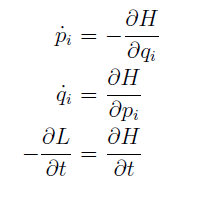 ṗᵢ = −∂H/∂qᵢ
q̇ᵢ = ∂H/∂pᵢ
−∂L/∂t = ∂H/∂t